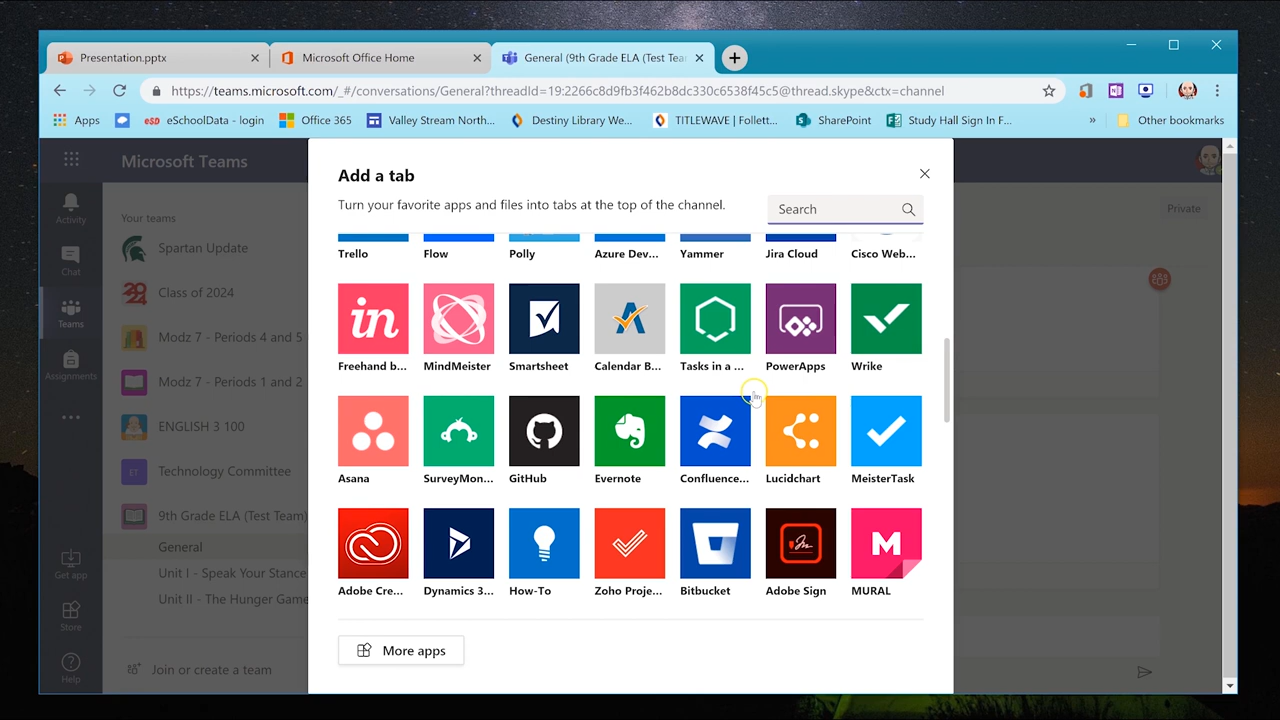 Presentation.pptx
Microsoft Office Home
General (9th Grade ELA (Test Tea
https://teams.microsoft.com/_#/conversations/General?threadId=19:2266c8d9fb3f462b8dc330c6538f45c5@thread.skype&ctx=channel
Apps
eSchoolData - login
Office 365
Valley Stream North...
Destiny Library We...
TITLEWAVE | Follett...
SharePoint
Study Hall Sign In F...
»
Other bookmarks
Microsoft Teams
Activity
Chat
Teams
Assignments
Get app
Store
Help
Your teams
Spartan Update
Class of 2024
Modz 7 - Periods 4 and 5
Modz 7 - Periods 1 and 2
ENGLISH 3 100
ET
Technology Committee
9th Grade ELA (Test Team)
General
Unit I - Speak Your Stance
Unit II - The Hunger Game
Join or create a team
Private
Add a tab
Turn your favorite apps and files into tabs at the top of the channel.
Search
Trello Flow Polly Azure Dev... Yammer Jira Cloud Cisco Web...
in
Freehand b... MindMeister Smartsheet Calendar B... Tasks in a ... PowerApps Wrike
Asana SurveyMon... GitHub Evernote Confluence... Lucidchart MeisterTask
M
Adobe Cre... Dynamics 3... How-To Zoho Proje... Bitbucket Adobe Sign MURAL
More apps